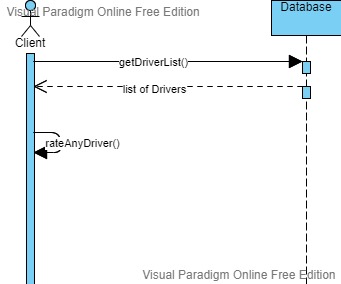 Visual Paradigm Online Free Edition
Database
Client
getDriverList()
list of Drivers
rateAnyDriver()
Visual Paradigm Online Free Edition